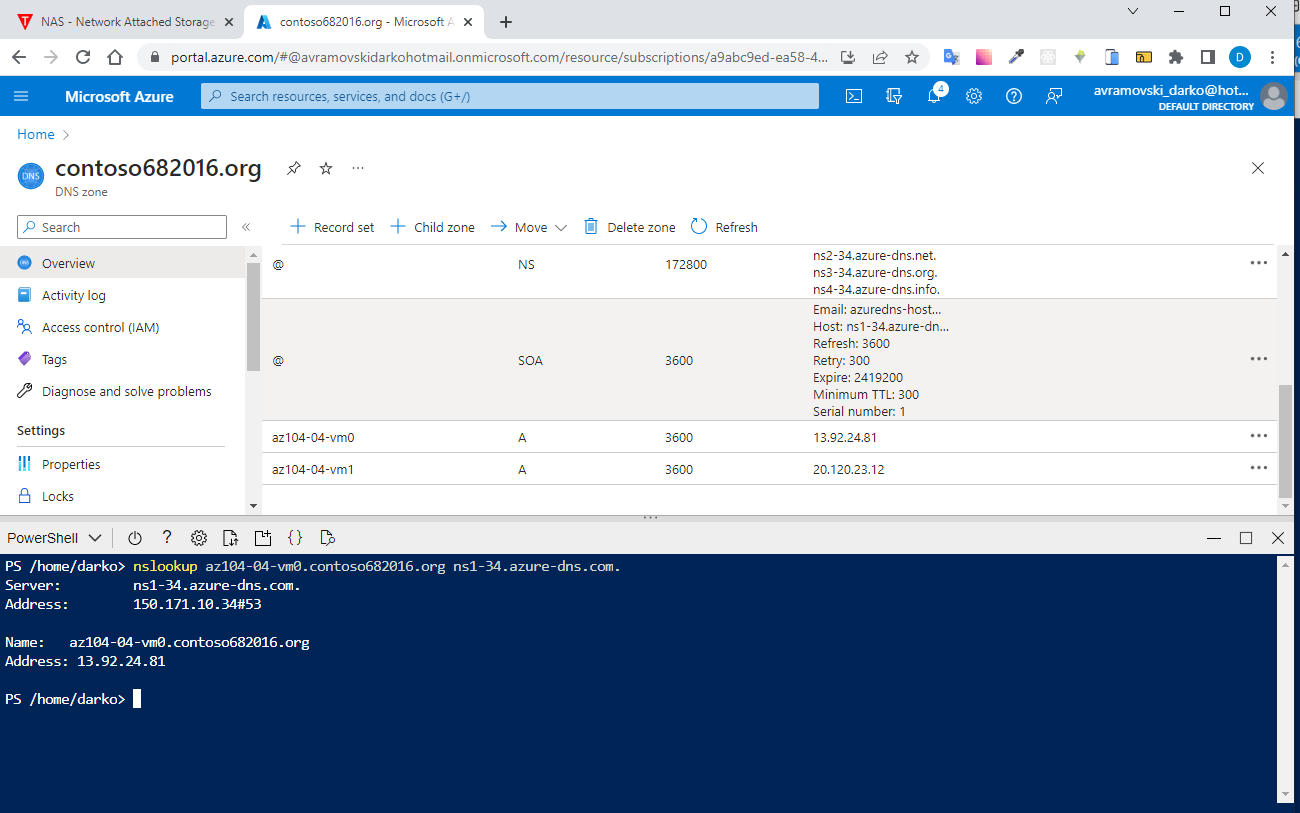 NAS - Network Attached Storage
contoso682016.org - Microsoft A
portal.azure.com/#@avramovskidarkohotmail.onmicrosoft.com/resource/subscriptions/a9abc9ed-ea58-4...
D
Microsoft Azure
Search resources, services, and docs (G+/)
4
avramovski_darko@hot...
DEFAULT DIRECTORY
Home
DNS
contoso682016.org
...
DNS zone
Search
«
Record set
Child zone
Move
Delete zone
Refresh
Overview
Activity log
Access control (IAM)
Tags
Diagnose and solve problems
Settings
Properties
Locks
@ NS 172800
ns2-34.azure-dns.net.
ns3-34.azure-dns.org.
ns4-34.azure-dns.info.
@ SOA 3600
Email: azuredns-host...
Host: ns1-34.azure-dn...
Refresh: 3600
Retry: 300
Expire: 2419200
Minimum TTL: 300
Serial number: 1
az104-04-vm0 A 3600 13.92.24.81
az104-04-vm1 A 3600 20.120.23.12
PowerShell
?
{}
PS /home/darko> nslookup az104-04-vm0.contoso682016.org ns1-34.azure-dns.com.
Server: ns1-34.azure-dns.com.
Address: 150.171.10.34#53
Name: az104-04-vm0.contoso682016.org
Address: 13.92.24.81
PS /home/darko>